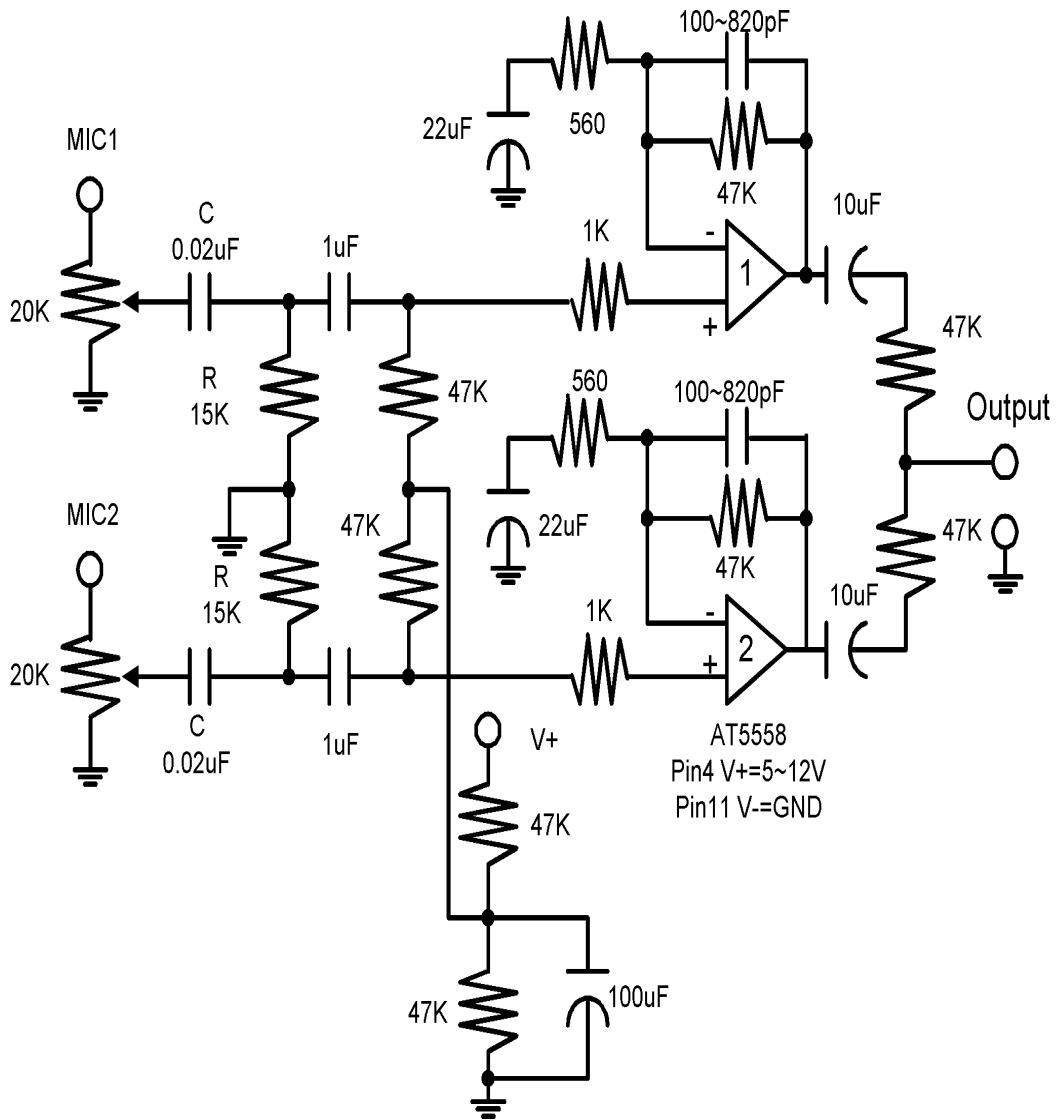 100~820pF
560
22uF
47K
MIC1
10uF
C
0.02uF
1uF
1K
-
1
+
20K
47K
R
15K
47K
560
100~820pF
Output
MIC2
47K
22uF
47K
47K
R
15K
1K
10uF
-
2
+
20K
C
0.02uF
1uF
V+
AT5558
Pin4 V+=5~12V
Pin11 V-=GND
47K
47K
100uF